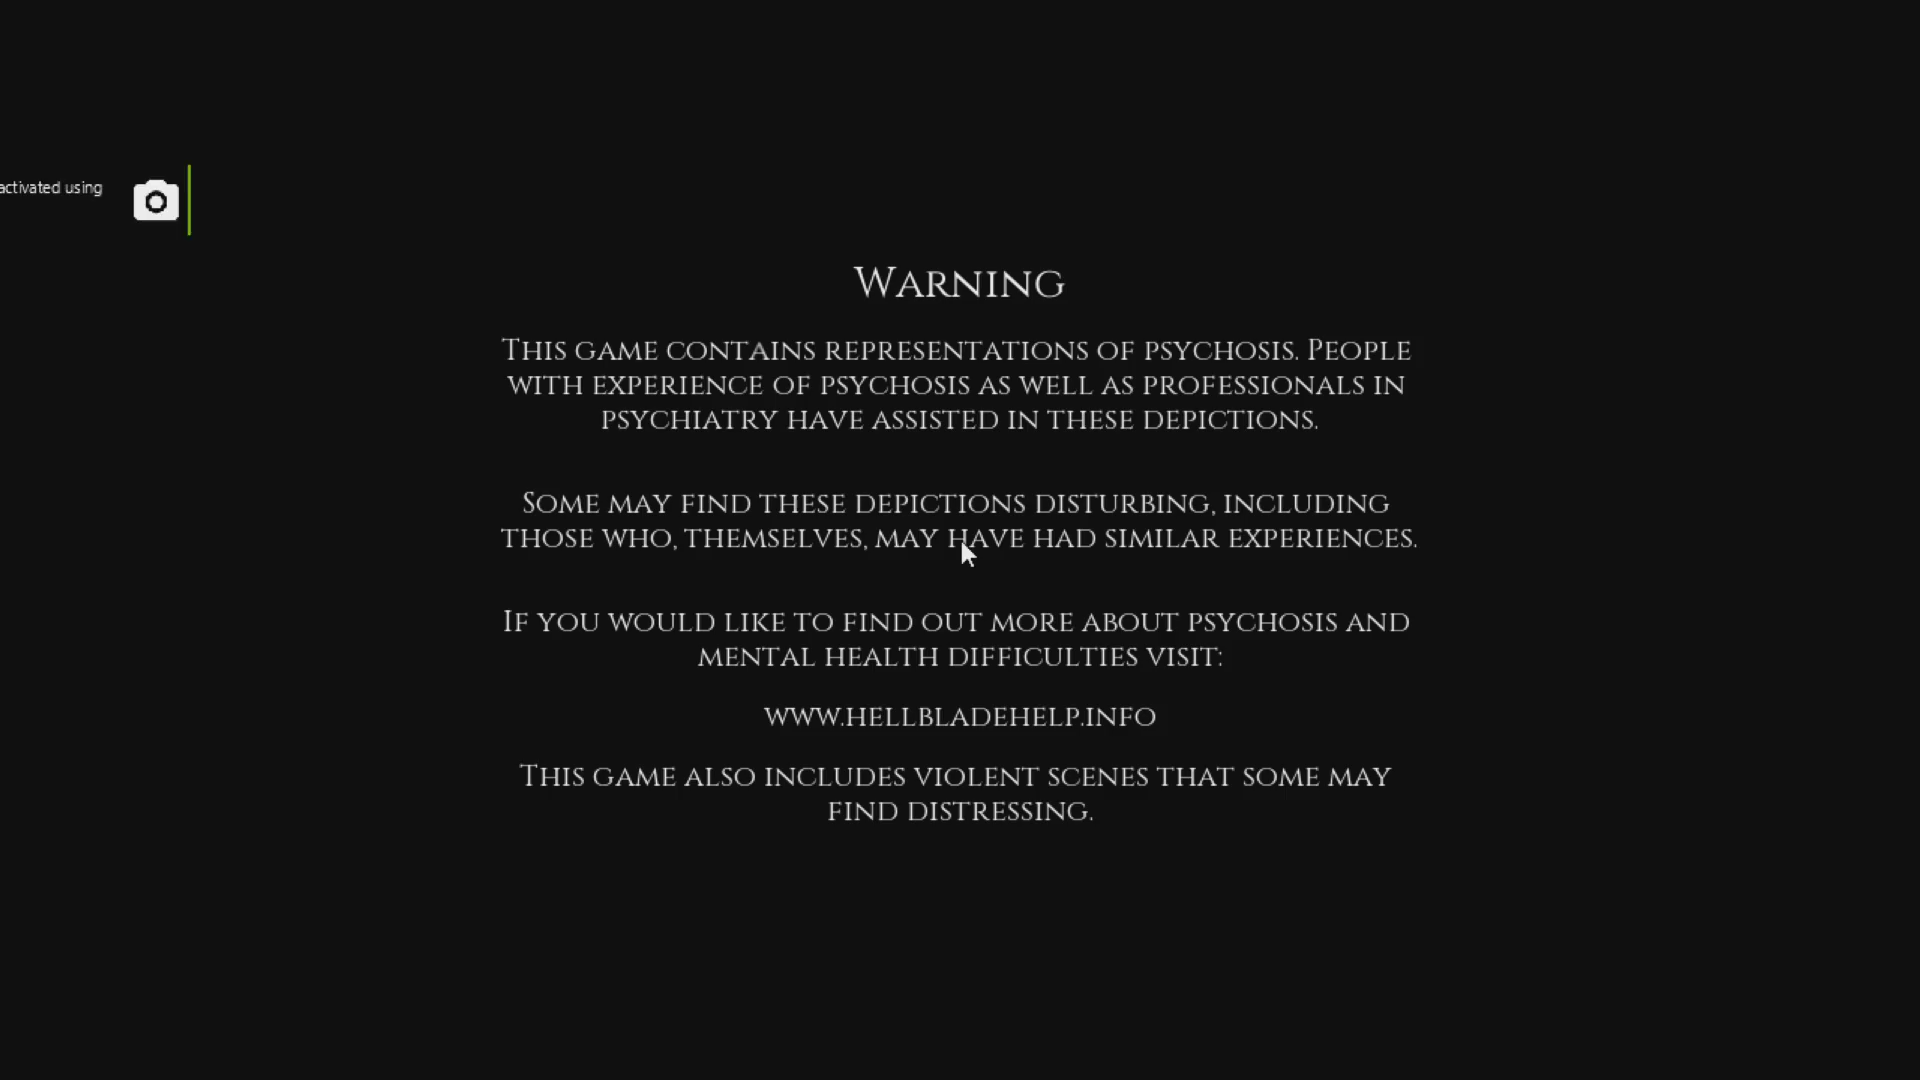 activated using
Warning
This game contains representations of psychosis. People
with experience of psychosis as well as professionals in
psychiatry have assisted in these depictions.
Some may find these depictions disturbing, including
those who, themselves, may have had similar experiences.
If you would like to find out more about psychosis and
mental health difficulties visit:
www.hellbladehelp.info
This game also includes violent scenes that some may
find distressing.